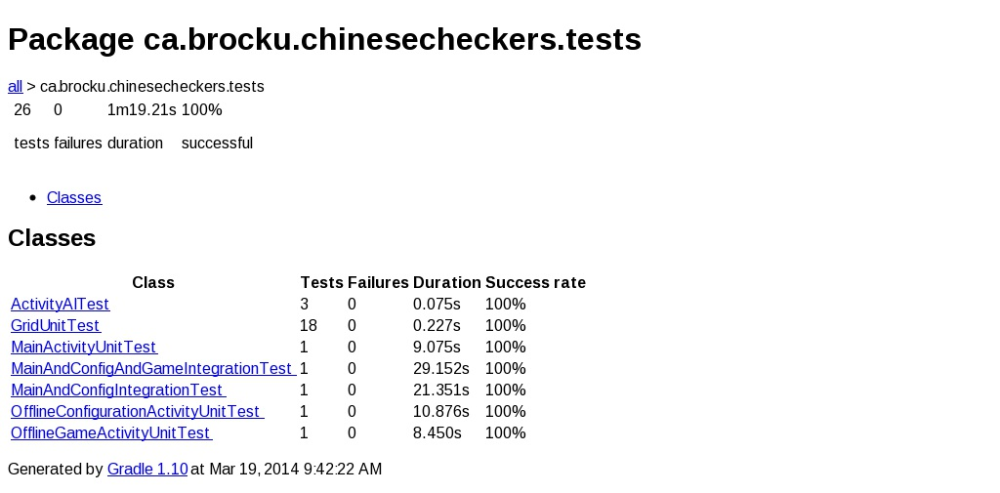 Package ca.brocku.chinesecheckers.tests
all > ca.brocku.chinesecheckers.tests
26 0 1m19.21s 100%
tests failures duration successful
Classes
Classes
Class Tests Failures Duration Success rate
ActivityAITest 3 0 0.075s 100%
GridUnitTest 18 0 0.227s 100%
MainActivityUnitTest 1 0 9.075s 100%
MainAndConfigAndGameIntegrationTest 1 0 29.152s 100%
MainAndConfigIntegrationTest 1 0 21.351s 100%
OfflineConfigurationActivityUnitTest 1 0 10.876s 100%
OfflineGameActivityUnitTest 1 0 8.450s 100%
Generated by Gradle 1.10 at Mar 19, 2014 9:42:22 AM